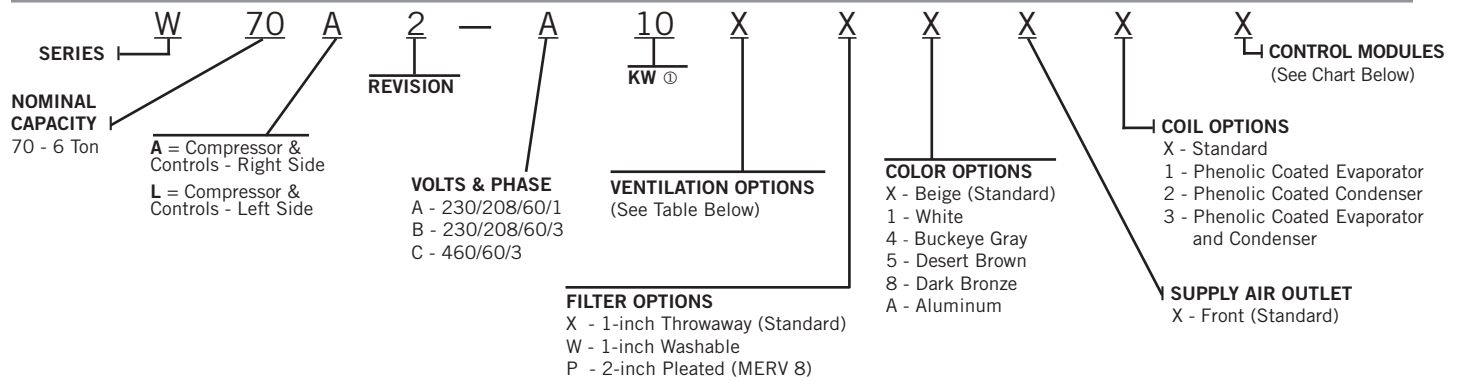 W 70 A 2 — A 10 X X X X X X
SERIES
NOMINAL
CAPACITY
70 - 6 Ton
A = Compressor &
Controls - Right Side
L = Compressor &
Controls - Left Side
REVISION
VOLTS & PHASE
A - 230/208/60/1
B - 230/208/60/3
C - 460/60/3
KW ①
VENTILATION OPTIONS
(See Table Below)
FILTER OPTIONS
X - 1-inch Throwaway (Standard)
W - 1-inch Washable
P - 2-inch Pleated (MERV 8)
COLOR OPTIONS
X - Beige (Standard)
1 - White
4 - Buckeye Gray
5 - Desert Brown
8 - Dark Bronze
A - Aluminum
SUPPLY AIR OUTLET
X - Front (Standard)
COIL OPTIONS
X - Standard
1 - Phenolic Coated Evaporator
2 - Phenolic Coated Condenser
3 - Phenolic Coated Evaporator
and Condenser
CONTROL MODULES
(See Chart Below)